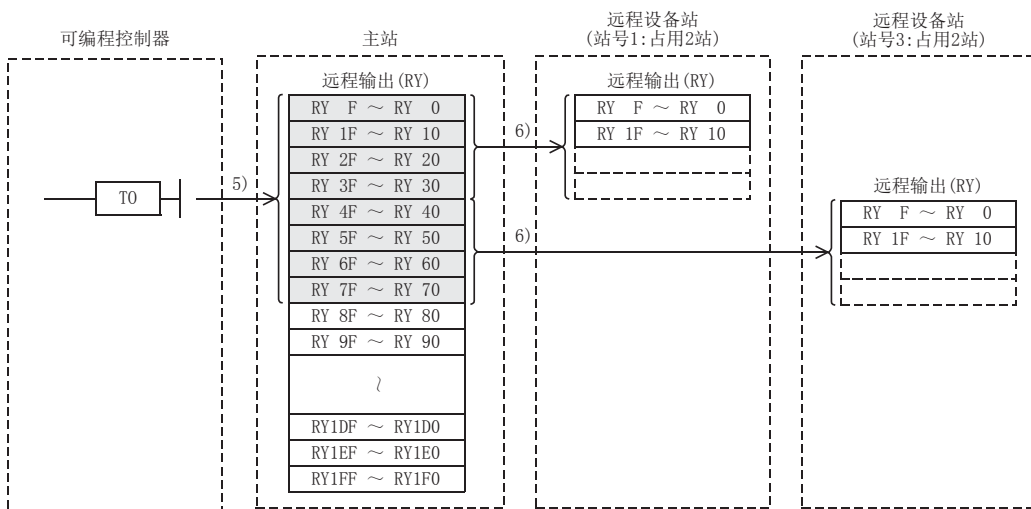 可编程控制器
主站
远程设备站
(站号1:占用2站)
远程设备站
(站号3:占用2站)
远程输出(RY)
RY F ～ RY 0
RY 1F ～ RY 10
RY 2F ～ RY 20
RY 3F ～ RY 30
RY 4F ～ RY 40
RY 5F ～ RY 50
RY 6F ～ RY 60
RY 7F ～ RY 70
RY 8F ～ RY 80
RY 9F ～ RY 90
～
RY1DF ～ RY1D0
RY1EF ～ RY1E0
RY1FF ～ RY1F0
TO
5)
6)
6)
远程输出(RY)
RY F ～ RY 0
RY 1F ～ RY 10
远程输出(RY)
RY F ～ RY 0
RY 1F ～ RY 10